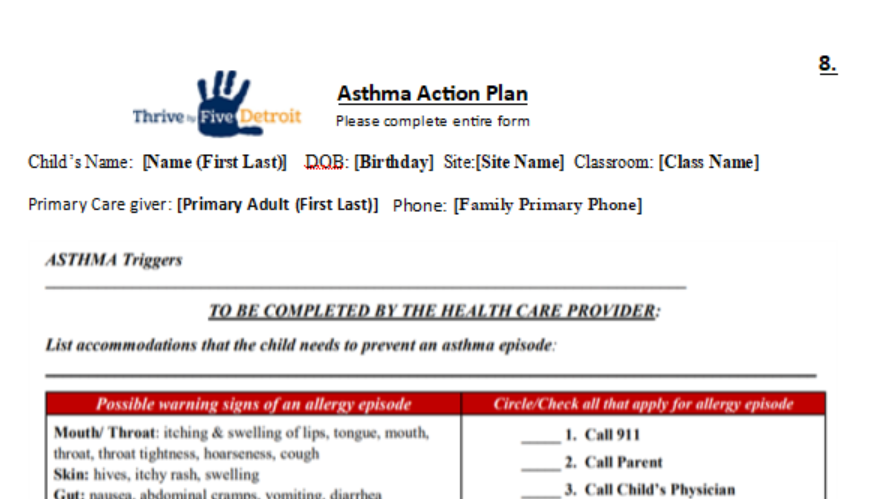 8.
Thrive by Five Detroit
Asthma Action Plan
Please complete entire form
Child's Name: [Name (First Last)] DOB: [Birthday] Site:[Site Name] Classroom: [Class Name]
Primary Care giver: [Primary Adult (First Last)] Phone: [Family Primary Phone]
ASTHMA Triggers
TO BE COMPLETED BY THE HEALTH CARE PROVIDER:
List accommodations that the child needs to prevent an asthma episode:
Possible warning signs of an allergy episode
Mouth/ Throat: itching & swelling of lips, tongue, mouth,
throat, throat tightness, hoarseness, cough
Skin: hives, itchy rash, swelling
Gut: nausea, abdominal cramps, vomiting, diarrhea
Circle/Check all that apply for allergy episode
_____ 1. Call 911
_____ 2. Call Parent
_____ 3. Call Child's Physician